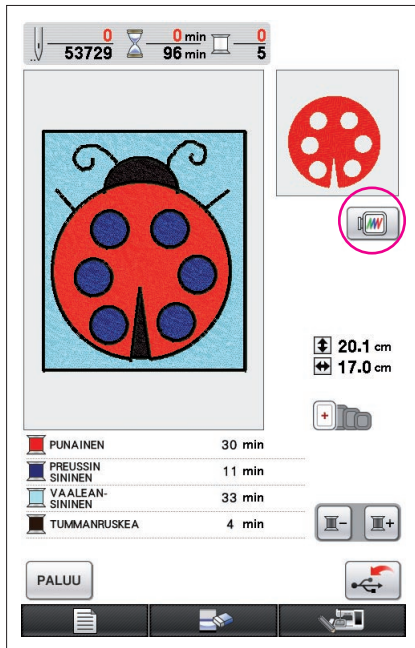 0 0 min 0
53729 96 min 5
20.1 cm
17.0 cm
PUNAINEN 30 min
PREUSSIN
SININEN 11 min
VAALEAN-
SININEN 33 min
TUMMANRUSKEA 4 min
PALUU